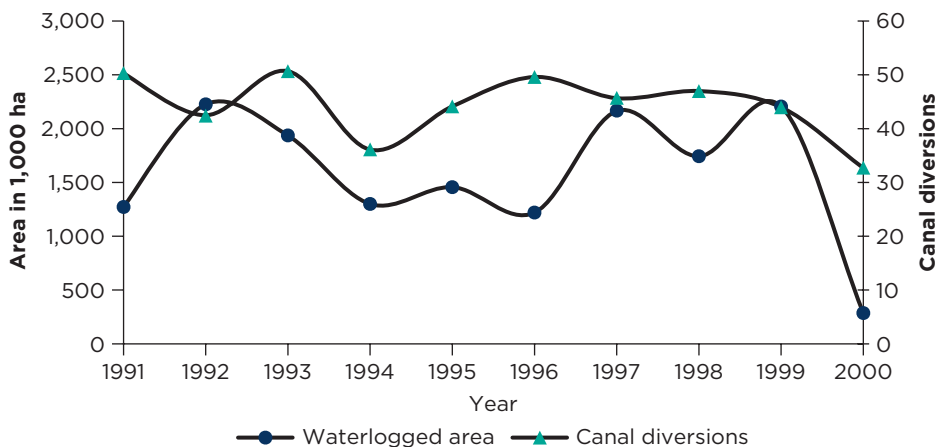 3,000
2,500
2,000
1,500
1,000
500
0
Area in 1,000 ha
60
50
40
30
20
10
0
Canal diversions
1991 1992 1993 1994 1995 1996 1997 1998 1999 2000
Year
Waterlogged area Canal diversions